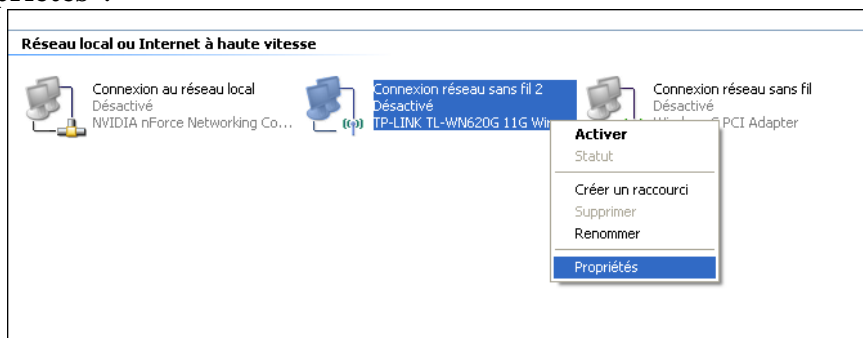 Réseau local ou Internet à haute vitesse
Connexion au réseau local
Désactivé
NVIDIA nForce Networking Co...
Connexion réseau sans fil 2
Désactivé
TP-LINK TL-WN620G 11G Wir
Connexion réseau sans fil
Désactivé
PCI Adapter
Activer
Statut
Créer un raccourci
Supprimer
Renommer
Propriétés